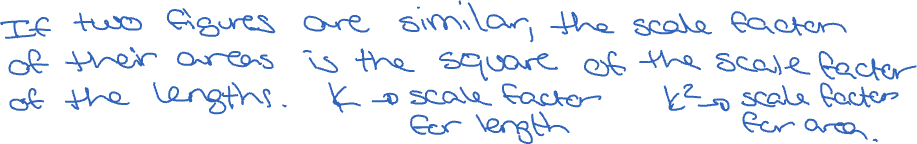 If two figures are similar, the scale factor
of their areas is the square of the scale factor
of the lengths. k → scale factor for length k² → scale factor for area.